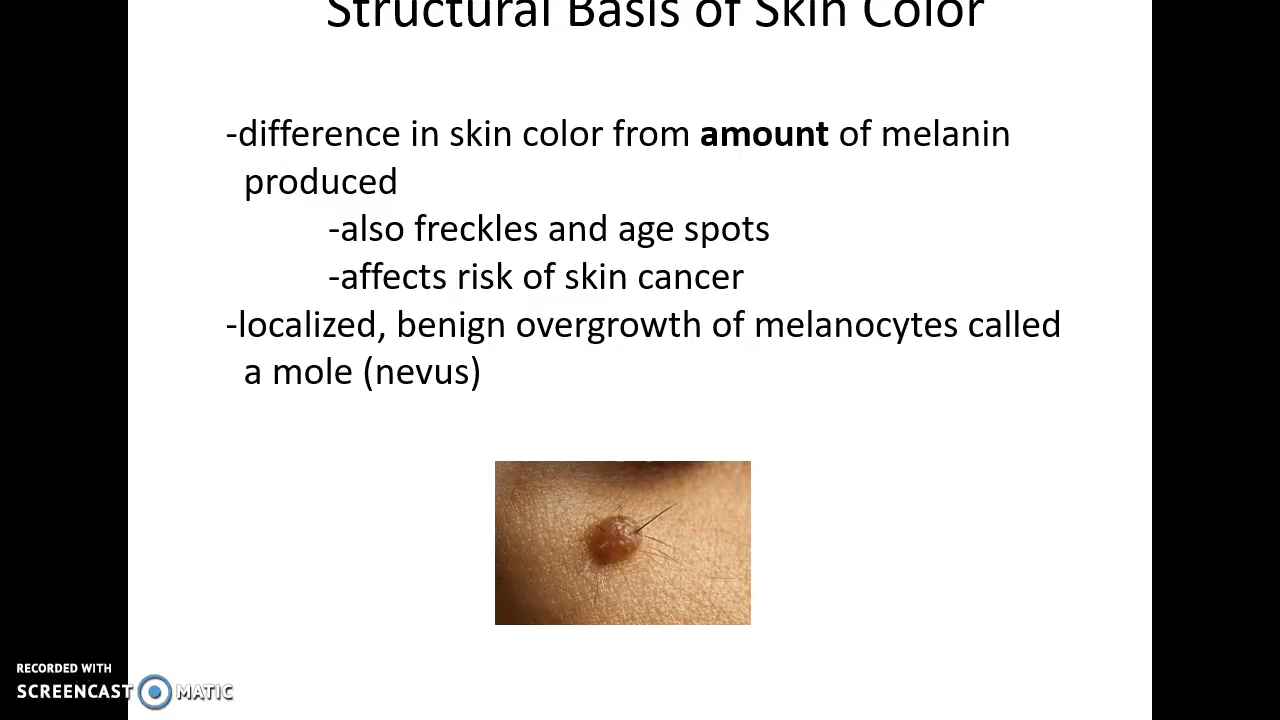 Structural Basis of Skin Color
-difference in skin color from amount of melanin
produced
-also freckles and age spots
-affects risk of skin cancer
-localized, benign overgrowth of melanocytes called
a mole (nevus)
RECORDED WITH
SCREENCAST MATIC